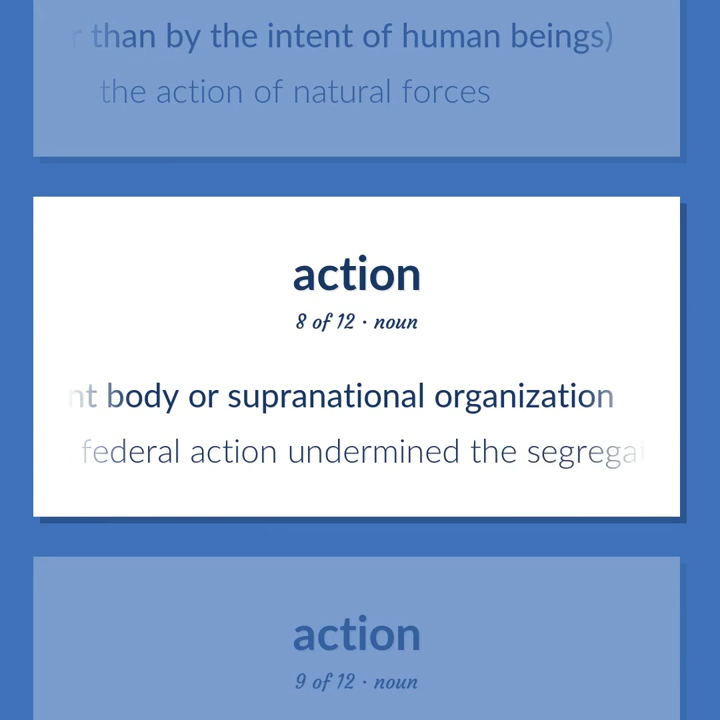 than by the intent of human beings)
the action of natural forces
action
8 of 12 · noun
body or supranational organization
federal action undermined the
action
9 of 12 · noun